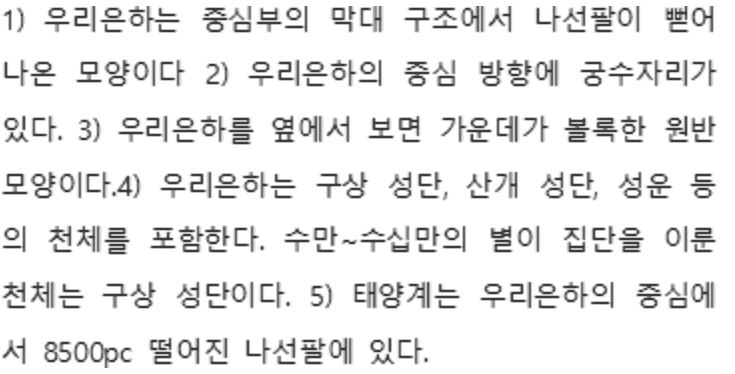 1) 우리은하는 중심부의 막대 구조에서 나선팔이 뻗어
나온 모양이다 2) 우리은하의 중심 방향에 궁수자리가
있다. 3) 우리은하를 옆에서 보면 가운데가 볼록한 원반
모양이다.4) 우리은하는 구상 성단, 산개 성단, 성운 등
의 천체를 포함한다. 수만~수십만의 별이 집단을 이룬
천체는 구상 성단이다. 5) 태양계는 우리은하의 중심에
서 8500pc 떨어진 나선팔에 있다.